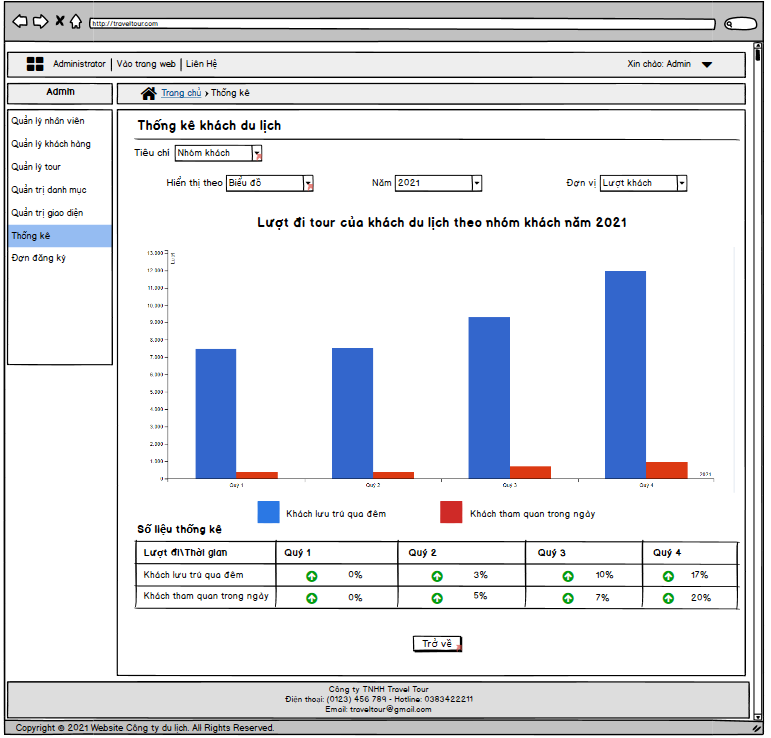 http://traveltour.com
Administrator | Vào trang web | Liên Hệ
Xin chào: Admin
Admin
Trang chủ › Thống kê
Quản lý nhân viên
Quản lý khách hàng
Quản lý tour
Quản trị danh mục
Quản trị giao diện
Thống kê
Đơn đăng ký
Thống kê khách du lịch
Tiêu chí Nhóm khách
Hiển thị theo Biểu đồ Năm 2021 Đơn vị Lượt khách
Lượt đi tour của khách du lịch theo nhóm khách năm 2021
Lượt
13.000
12.000
11.000
10.000
9.000
8.000
7.000
6.000
5.000
4.000
3.000
2.000
1.000
0
2021
Quý 1 Quý 2 Quý 3 Quý 4
Khách lưu trú qua đêm Khách tham quan trong ngày
Số liệu thống kê
Lượt đi\Thời gian Quý 1 Quý 2 Quý 3 Quý 4
Khách lưu trú qua đêm 0% 3% 10% 17%
Khách tham quan trong ngày 0% 5% 7% 20%
Trở về
Công ty TNHH Travel Tour
Điện thoại: (0123) 456 789 - Hotline: 0383422211
Email: traveltour@gmail.com
Copyright © 2021 Website Công ty du lịch. All Rights Reserved.